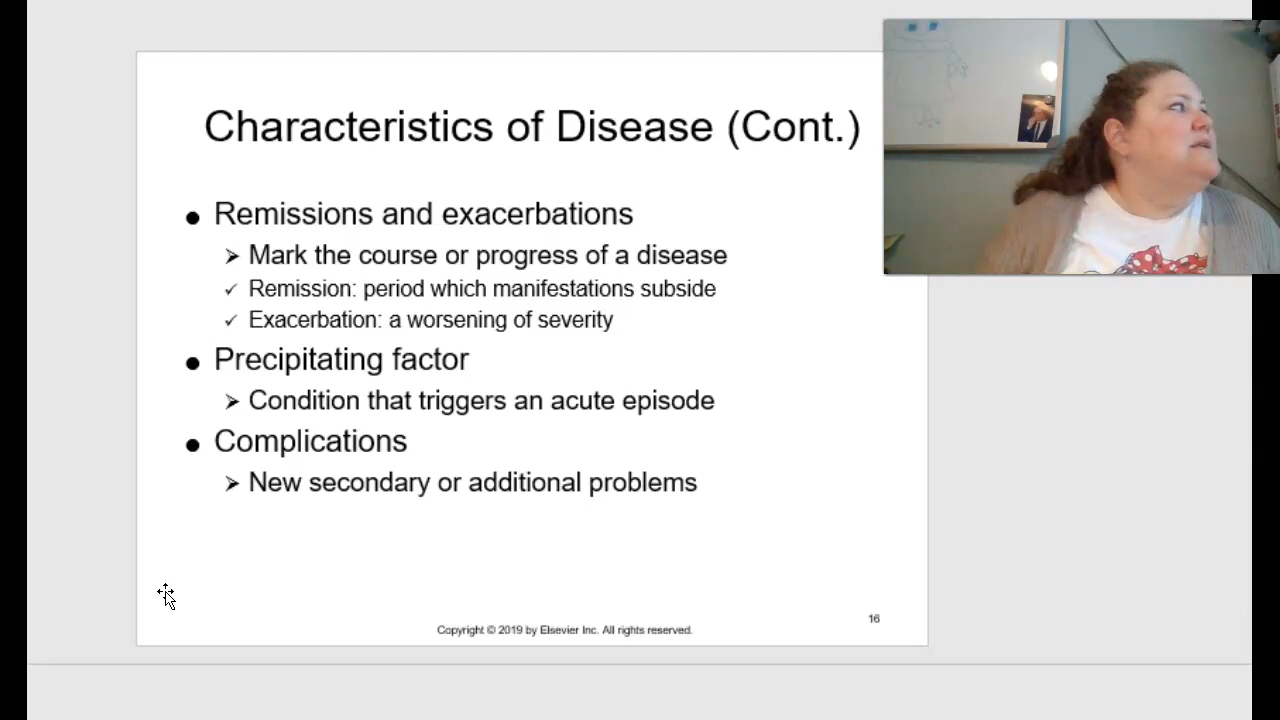 Characteristics of Disease (Cont.)
● Remissions and exacerbations
➢ Mark the course or progress of a disease
✓ Remission: period which manifestations subside
✓ Exacerbation: a worsening of severity
● Precipitating factor
➢ Condition that triggers an acute episode
● Complications
➢ New secondary or additional problems
16
Copyright © 2019 by Elsevier Inc. All rights reserved.